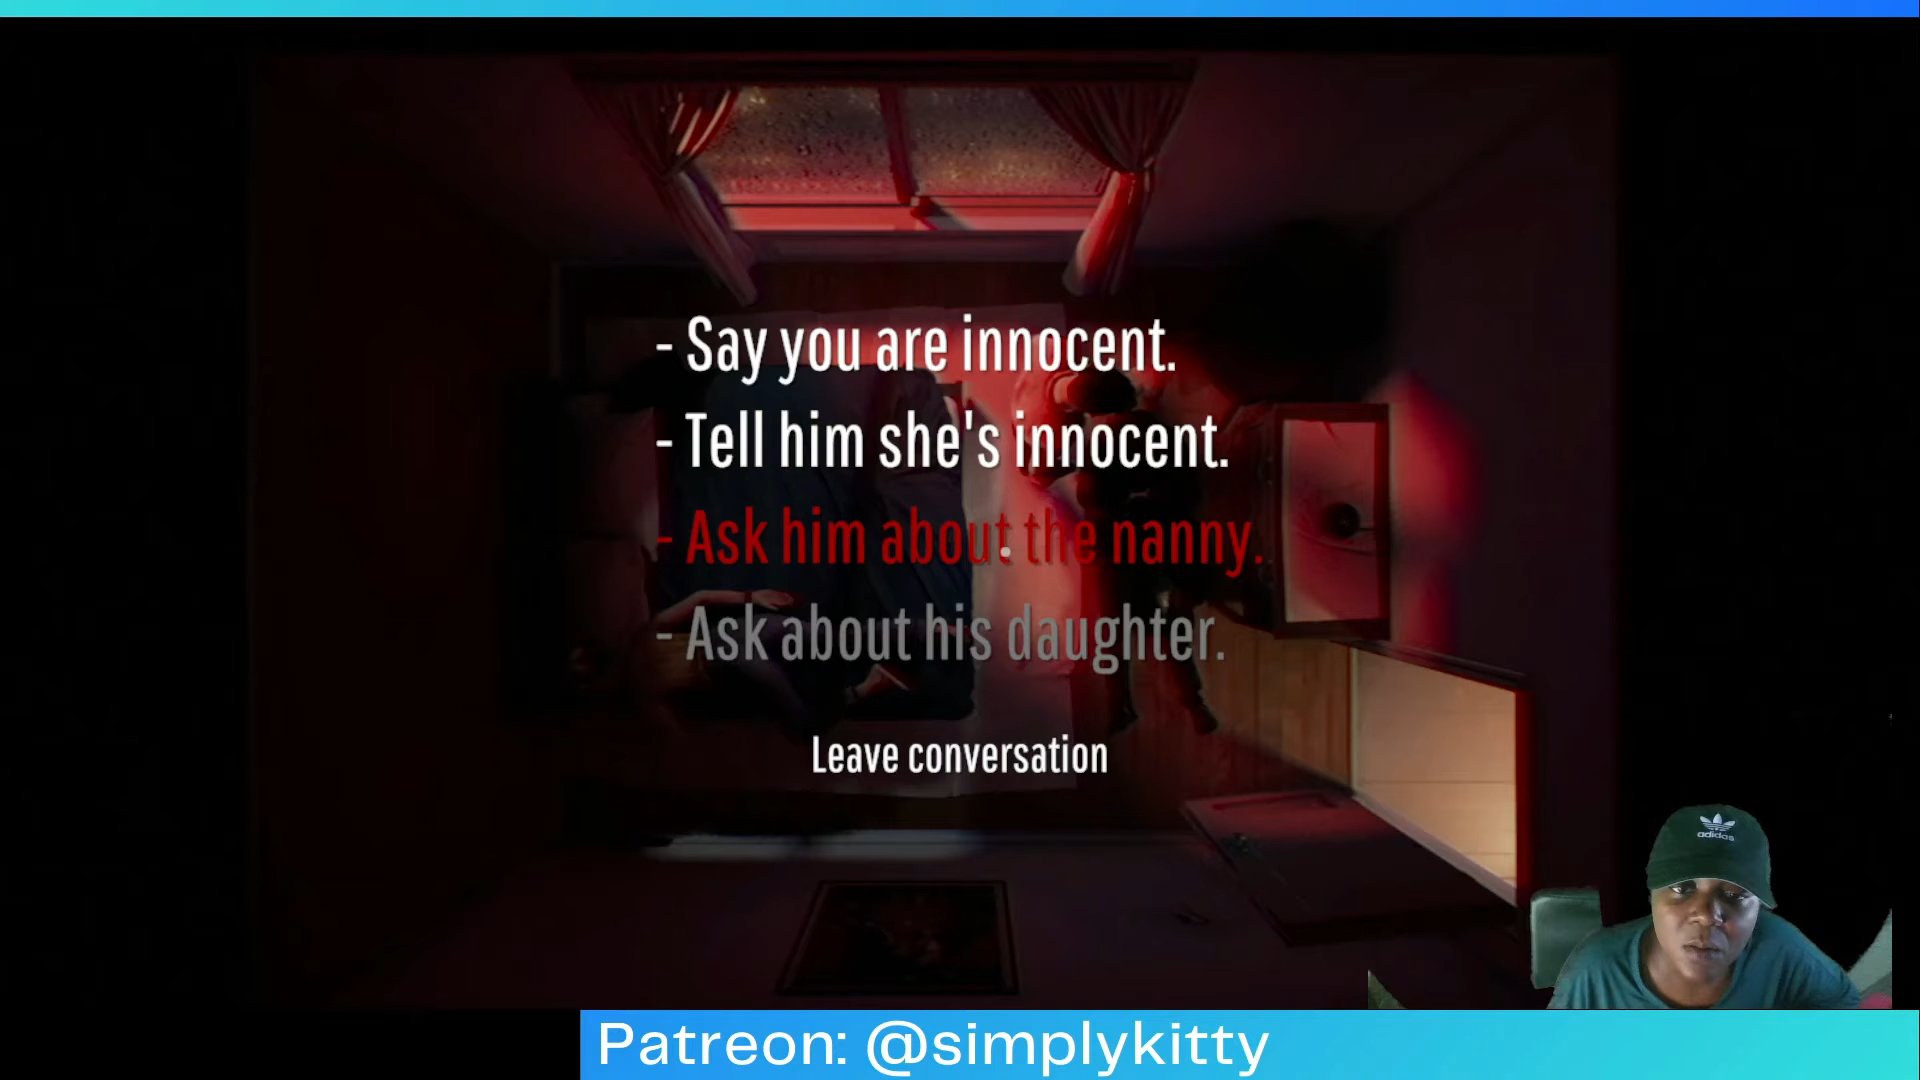 - Say you are innocent.
- Tell him she's innocent.
- Ask him about the nanny.
- Ask about his daughter.
Leave conversation
adidas
Patreon: @simplykitty